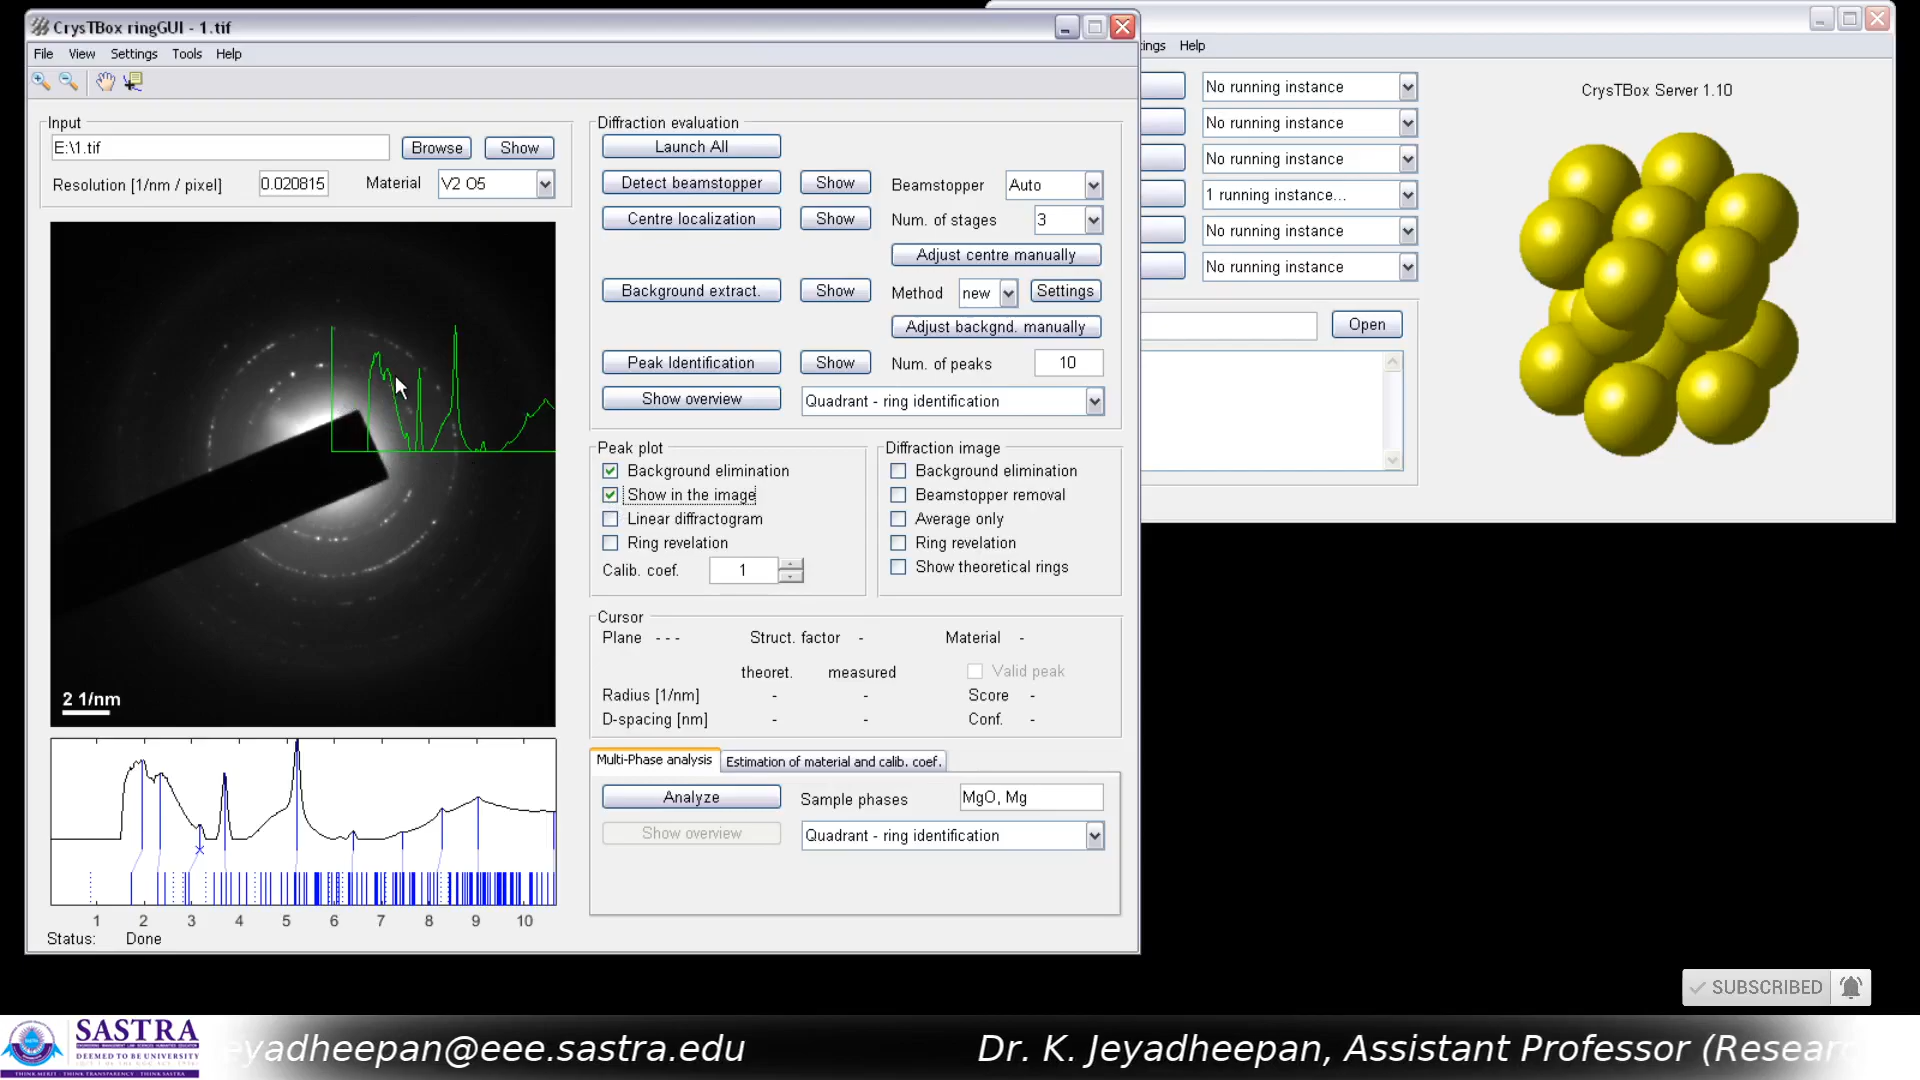 CrysTBox ringGUI - 1.tif
File View Settings Tools Help
Input
E:\1.tif
Browse
Show
Resolution [1/nm / pixel]
0.020815
Material
V2 O5
2 1/nm
1 2 3 4 5 6 7 8 9 10
Status: Done
Diffraction evaluation
Launch All
Detect beamstopper Show Beamstopper Auto
Centre localization Show Num. of stages 3
Adjust centre manually
Background extract. Show Method new Settings
Adjust backgnd. manually
Peak Identification Show Num. of peaks 10
Show overview Quadrant - ring identification
Peak plot
Background elimination
Show in the image
Linear diffractogram
Ring revelation
Calib. coef. 1
Diffraction image
Background elimination
Beamstopper removal
Average only
Ring revelation
Show theoretical rings
Cursor
Plane - - - Struct. factor - Material -
theoret. measured Valid peak
Radius [1/nm] - - Score -
D-spacing [nm] - - Conf. -
Multi-Phase analysis Estimation of material and calib. coef.
Analyze Sample phases MgO, Mg
Show overview Quadrant - ring identification
Help
No running instance
No running instance
No running instance
1 running instance...
No running instance
No running instance
Open
CrysTBox Server 1.10
SUBSCRIBED
SASTRA
DEEMED TO BE UNIVERSITY
THINK MERIT · THINK TRANSPARENCY · THINK SASTRA
eyadheepan@eee.sastra.edu Dr. K. Jeyadheepan, Assistant Professor (Resear